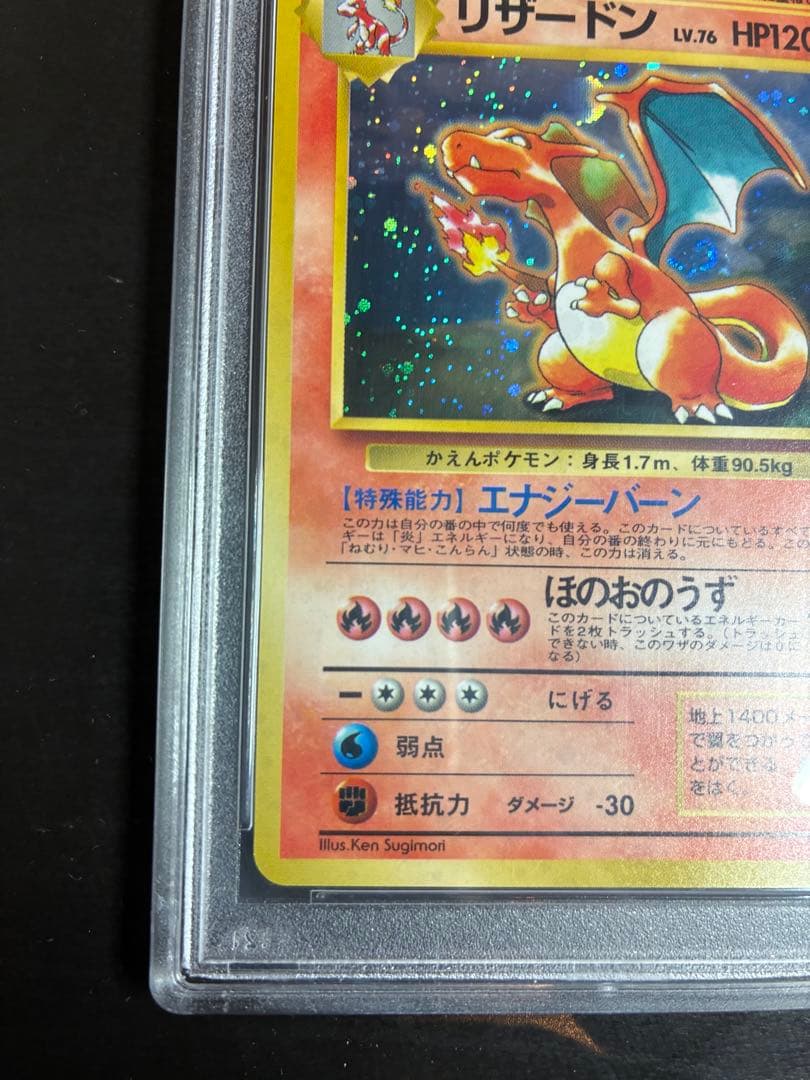 リザードン LV.76 HP120
かえんポケモン：身長1.7m、体重90.5kg
【特殊能力】エナジーバーン
この力は自分の番の中で何度でも使える。このカードについているすべて
ギーは「炎」エネルギーになり、自分の番の終わりに元にもどる。この
「ねむり・マヒ・こんらん」状態の時、この力は消える。
ほのおのうず
このカードについているエネルギーカー
ドを2枚トラッシュする。（トラッシュ
できない時、このワザのダメージは0に
なる）
にげる
弱点
抵抗力 ダメージ -30
地上1400メ
で翼をつかっ
とができる
をはく。
Illus.Ken Sugimori